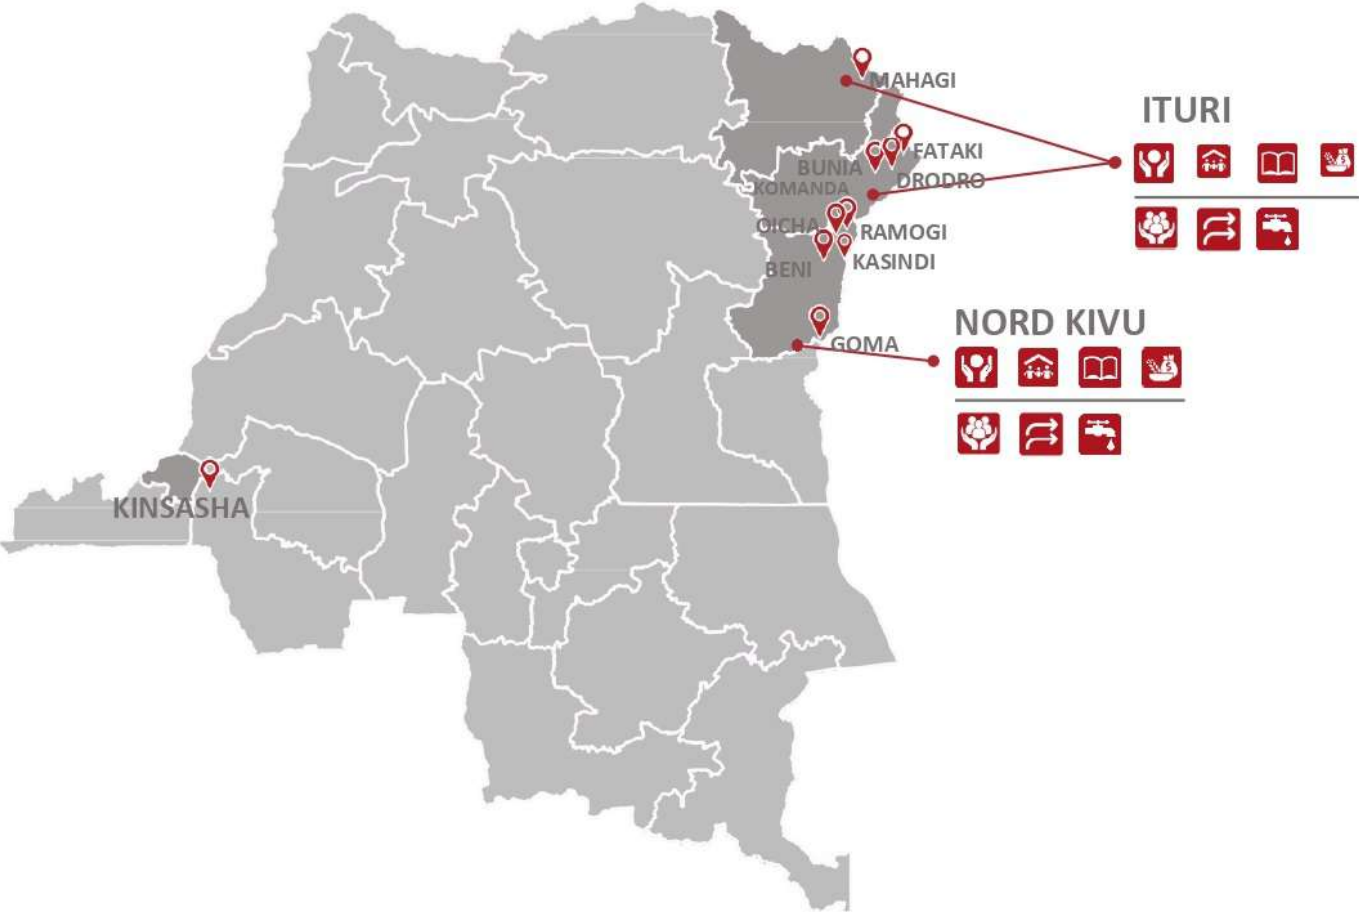 MAHAGI
ITURI
FATAKI
BUNIA
DRODRO
KOMANDA
OICHA
RAMOGI
KASINDI
BENI
NORD KIVU
GOMA
KINSASHA